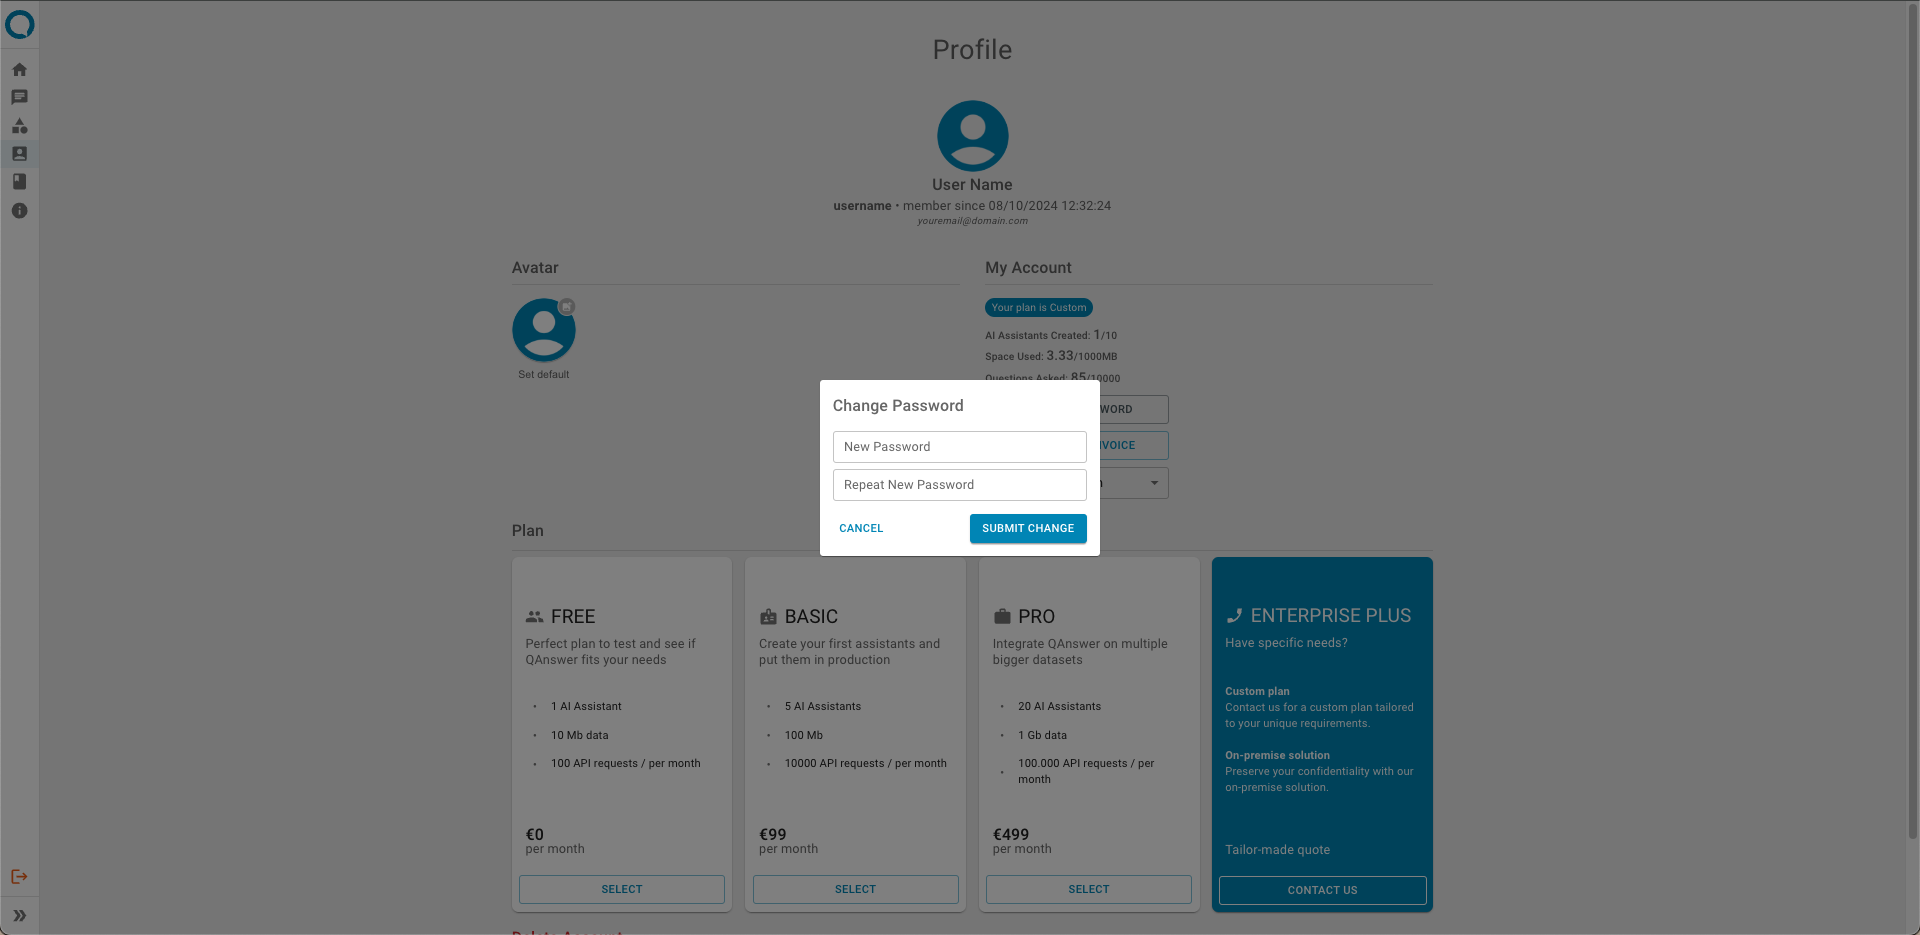 Profile
User Name
username • member since 08/10/2024 12:32:24
youremail@domain.com
Avatar
Set default
My Account
Your plan is Custom
AI Assistants Created: 1/10
Space Used: 3.33/1000MB
Questions Asked: 85/10000
Change Password
New Password
Repeat New Password
CANCEL
SUBMIT CHANGE
Plan
FREE
Perfect plan to test and see if
QAnswer fits your needs
• 1 AI Assistant
• 10 Mb data
• 100 API requests / per month
€0
per month
SELECT
BASIC
Create your first assistants and
put them in production
• 5 AI Assistants
• 100 Mb
• 10000 API requests / per month
€99
per month
SELECT
PRO
Integrate QAnswer on multiple
bigger datasets
• 20 AI Assistants
• 1 Gb data
• 100.000 API requests / per
month
€499
per month
SELECT
ENTERPRISE PLUS
Have specific needs?
Custom plan
Contact us for a custom plan tailored
to your unique requirements.
On-premise solution
Preserve your confidentiality with our
on-premise solution.
Tailor-made quote
CONTACT US
Delete Account